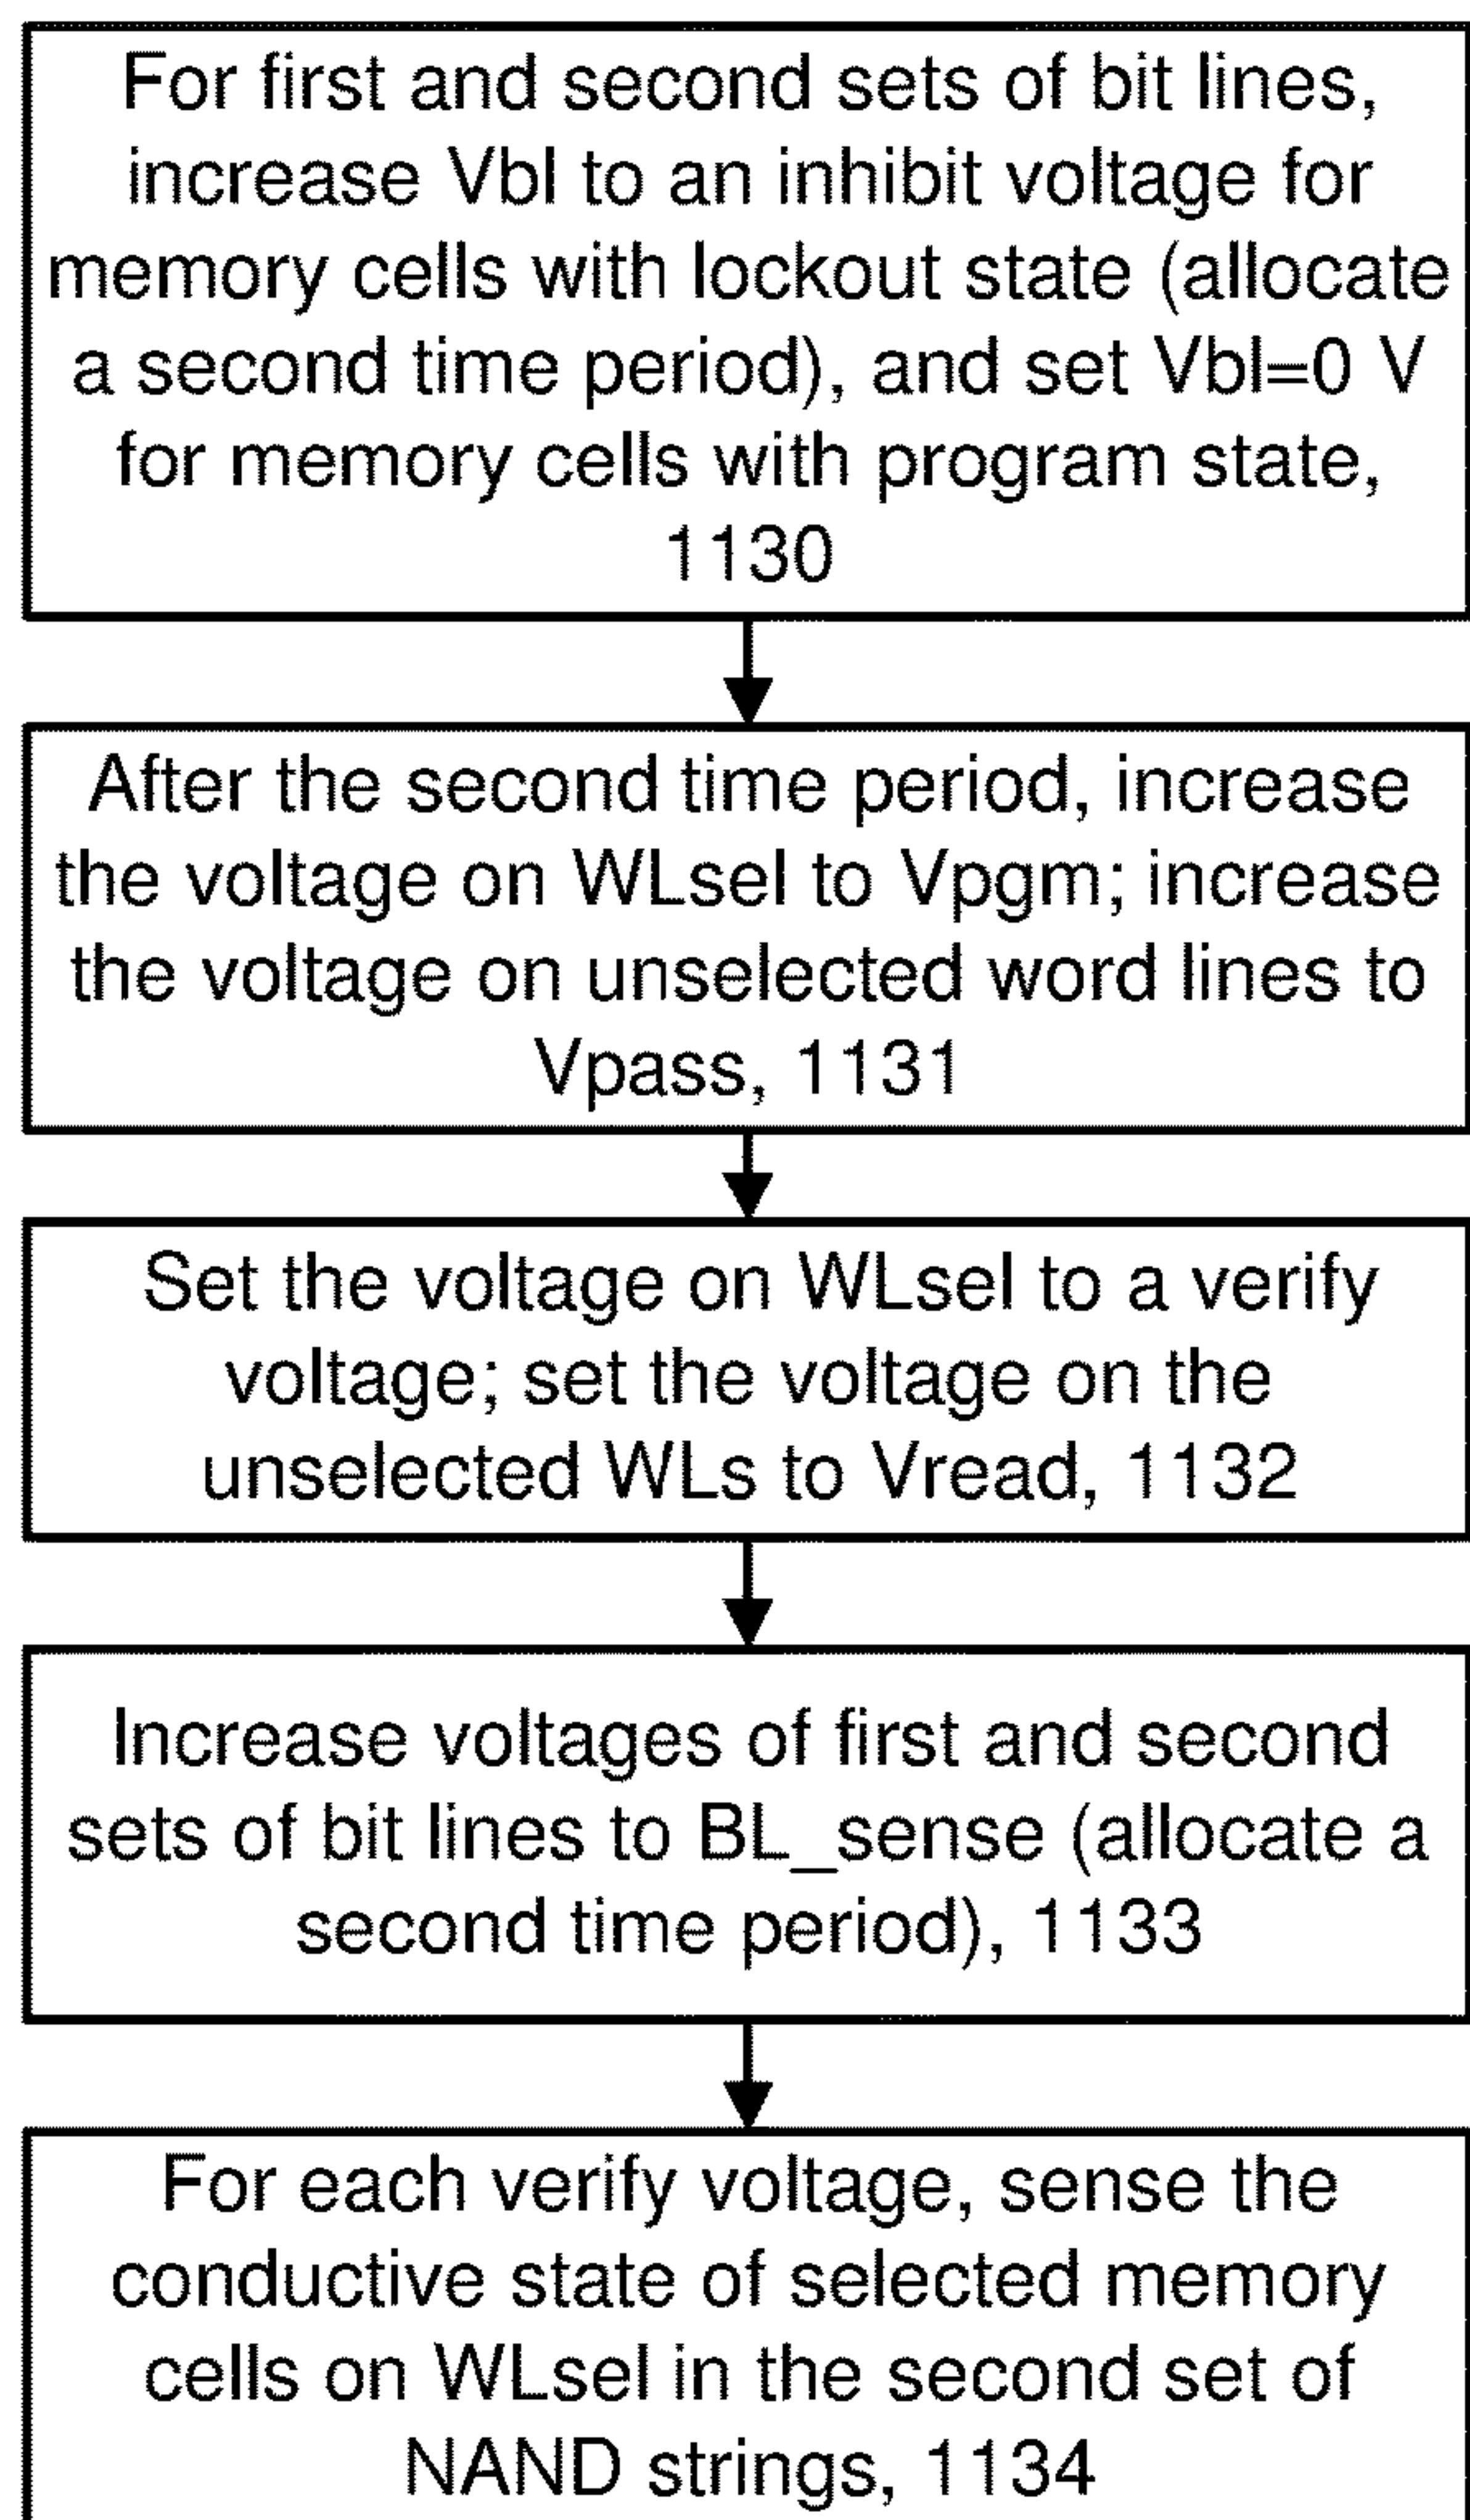 For first and second sets of bit lines,
increase Vbl to an inhibit voltage for
memory cells with lockout state (allocate
a second time period), and set Vbl=0 V
for memory cells with program state,
1130
After the second time period, increase
the voltage on WLsel to Vpgm; increase
the voltage on unselected word lines to
Vpass, 1131
Set the voltage on WLsel to a verify
voltage; set the voltage on the
unselected WLs to Vread, 1132
Increase voltages of first and second
sets of bit lines to BL_sense (allocate a
second time period), 1133
For each verify voltage, sense the
conductive state of selected memory
cells on WLsel in the second set of
NAND strings, 1134